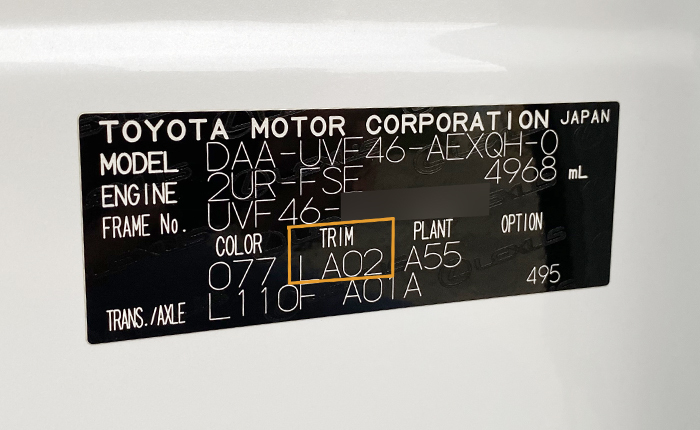 TOYOTA MOTOR CORPORATION JAPAN
MODEL DAA-UVF46-AEXQH-O
ENGINE 2UR-FSE 4968 mL
FRAME No. UVF46-
COLOR TRIM PLANT OPTION
077 LA02 A55
TRANS./AXLE L110F A01A 495